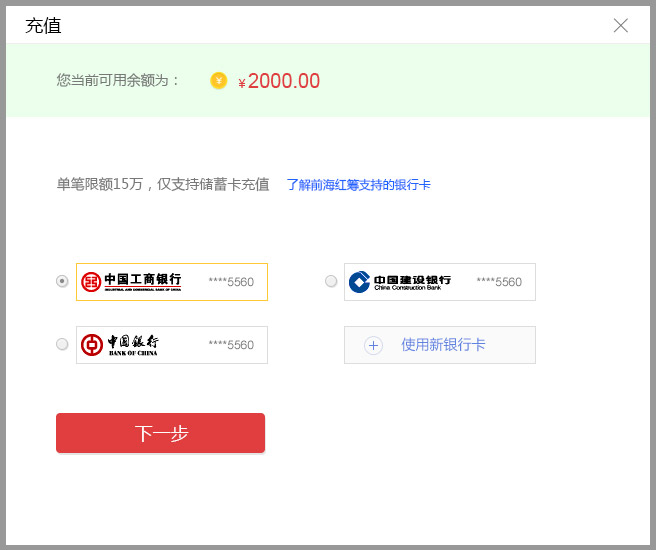 充值
您当前可用余额为：
¥ ¥2000.00
单笔限额15万，仅支持储蓄卡充值 了解前海红筹支持的银行卡
中国工商银行 ****5560
INDUSTRIAL AND COMMERCIAL BANK OF CHINA
中国建设银行 ****5560
China Construction Bank
中国银行 ****5560
BANK OF CHINA
使用新银行卡
下一步